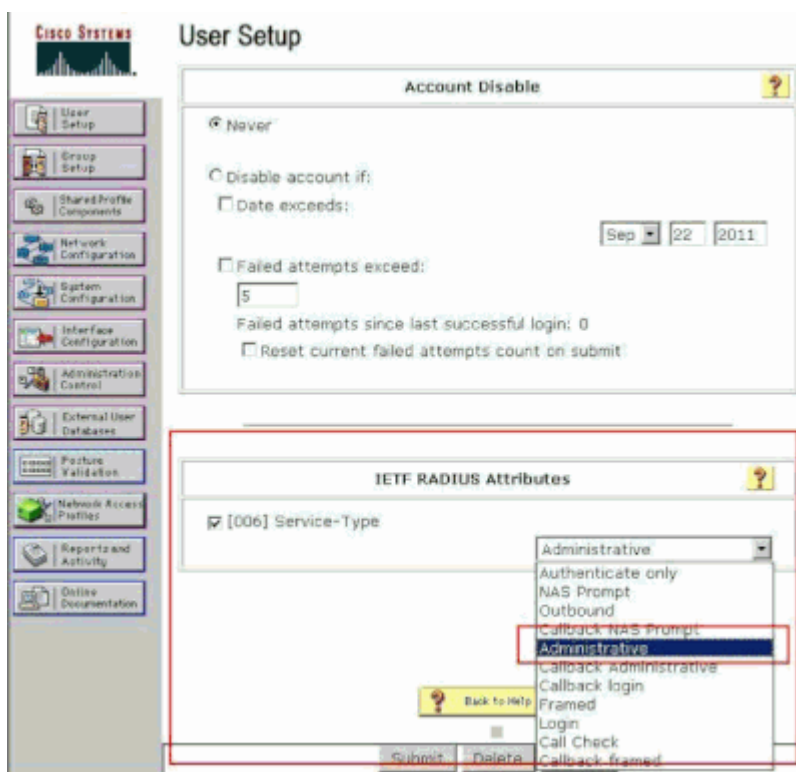 CISCO SYSTEMS
User Setup
User
Setup
Group
Setup
Shared Profile
Components
Network
Configuration
System
Configuration
Interface
Configuration
Administration
Control
External User
Databases
Posture
Validation
Network Access
Profiles
Reports and
Activity
Online
Documentation
Account Disable
?
Never
Disable account if:
Date exceeds:
Sep 22 2011
Failed attempts exceed:
5
Failed attempts since last successful login: 0
Reset current failed attempts count on submit
IETF RADIUS Attributes
?
[006] Service-Type
Administrative
Authenticate only
NAS Prompt
Outbound
Callback NAS Prompt
Administrative
Callback Administrative
Callback login
Framed
Login
Call Check
Callback framed
? Back to Help
Submit Delete